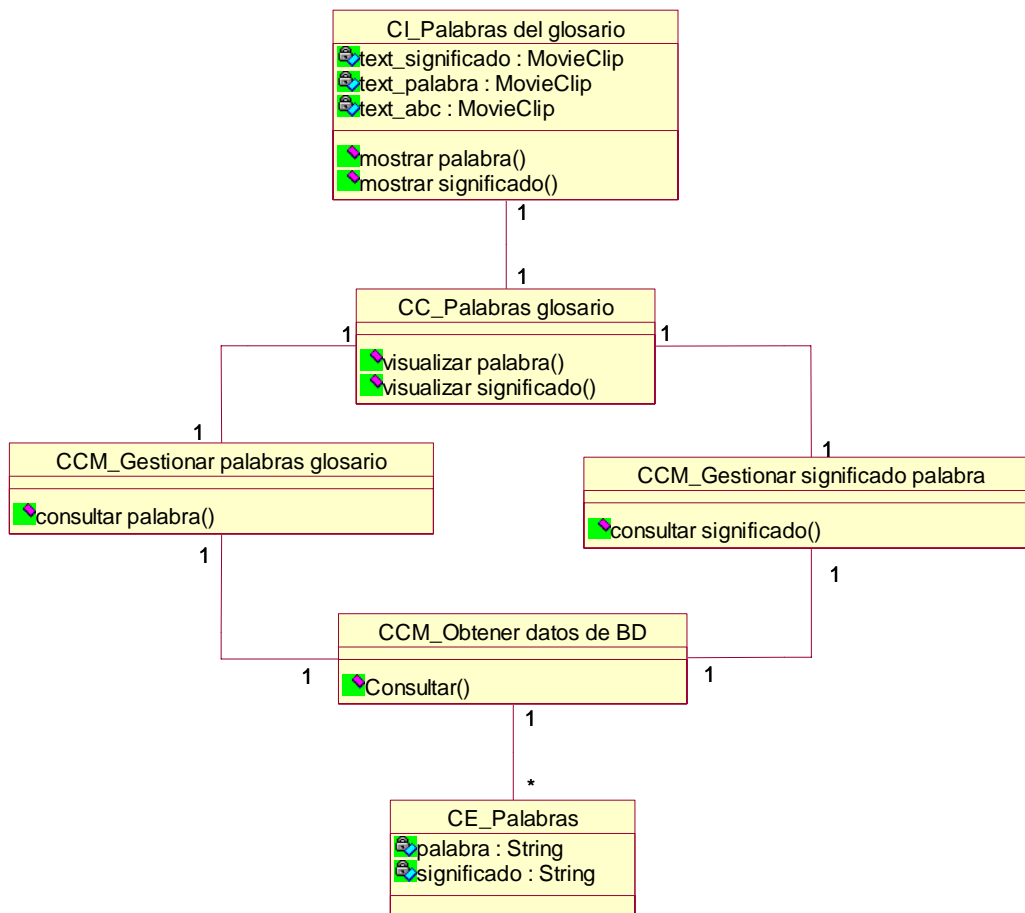 CI_Palabras del glosario
text_significado : MovieClip
text_palabra : MovieClip
text_abc : MovieClip
mostrar palabra()
mostrar significado()
1
1
CC_Palabras glosario
1
1
visualizar palabra()
visualizar significado()
1
1
CCM_Gestionar palabras glosario
consultar palabra()
CCM_Gestionar significado palabra
consultar significado()
1
1
CCM_Obtener datos de BD
1
1
Consultar()
1
*
CE_Palabras
palabra : String
significado : String